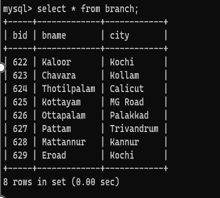 mysql> select * from branch;
+-----+-------------+------------+
| bid | bname | city |
+-----+-------------+------------+
| 622 | Kaloor | Kochi |
| 623 | Chavara | Kollam |
| 624 | Thotilpalam | Calicut |
| 625 | Kottayam | MG Road |
| 626 | Ottapalam | Palakkad |
| 627 | Pattam | Trivandrum |
| 628 | Mattannur | Kannur |
| 629 | Eroad | Kochi |
+-----+-------------+------------+
8 rows in set (0.00 sec)